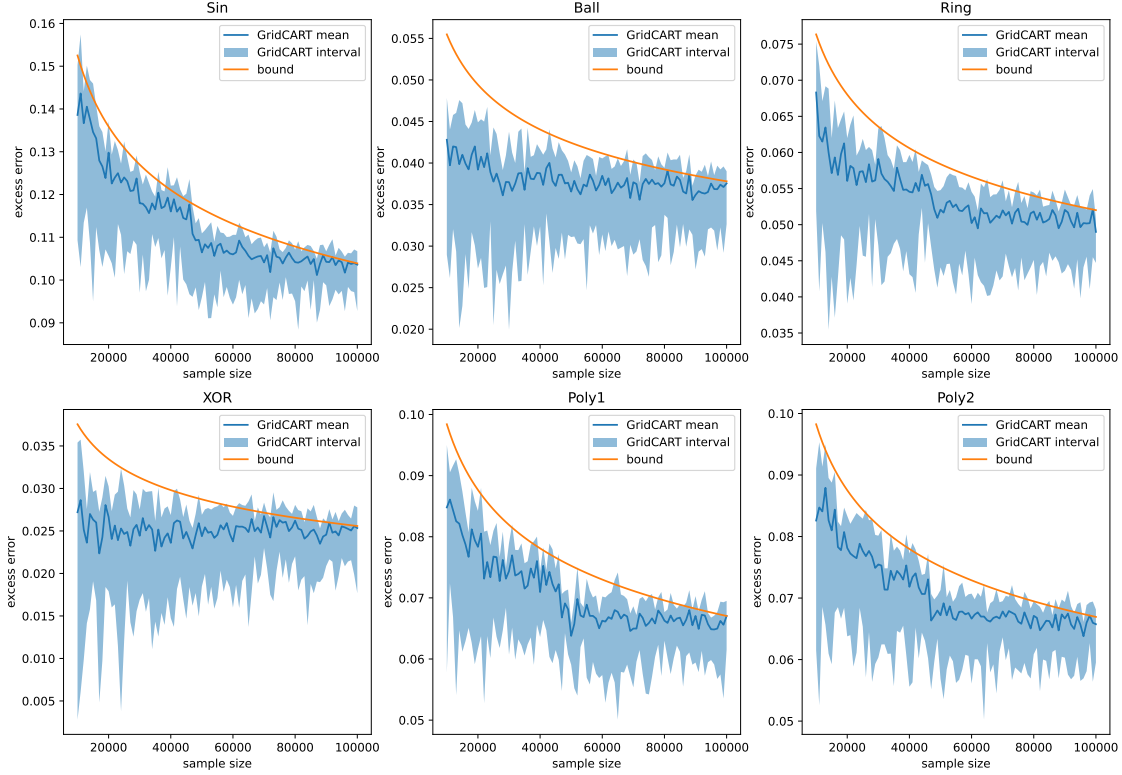 Sin
0.16
0.15
0.14
0.13
0.12
0.11
0.10
0.09
excess error
GridCART mean
GridCART interval
bound
20000 40000 60000 80000 100000
sample size
Ball
0.055
0.050
0.045
0.040
0.035
0.030
0.025
0.020
excess error
GridCART mean
GridCART interval
bound
20000 40000 60000 80000 100000
sample size
Ring
0.075
0.070
0.065
0.060
0.055
0.050
0.045
0.040
0.035
excess error
GridCART mean
GridCART interval
bound
20000 40000 60000 80000 100000
sample size
XOR
0.035
0.030
0.025
0.020
0.015
0.010
0.005
excess error
GridCART mean
GridCART interval
bound
20000 40000 60000 80000 100000
sample size
Poly1
0.10
0.09
0.08
0.07
0.06
0.05
excess error
GridCART mean
GridCART interval
bound
20000 40000 60000 80000 100000
sample size
Poly2
0.10
0.09
0.08
0.07
0.06
0.05
excess error
GridCART mean
GridCART interval
bound
20000 40000 60000 80000 100000
sample size